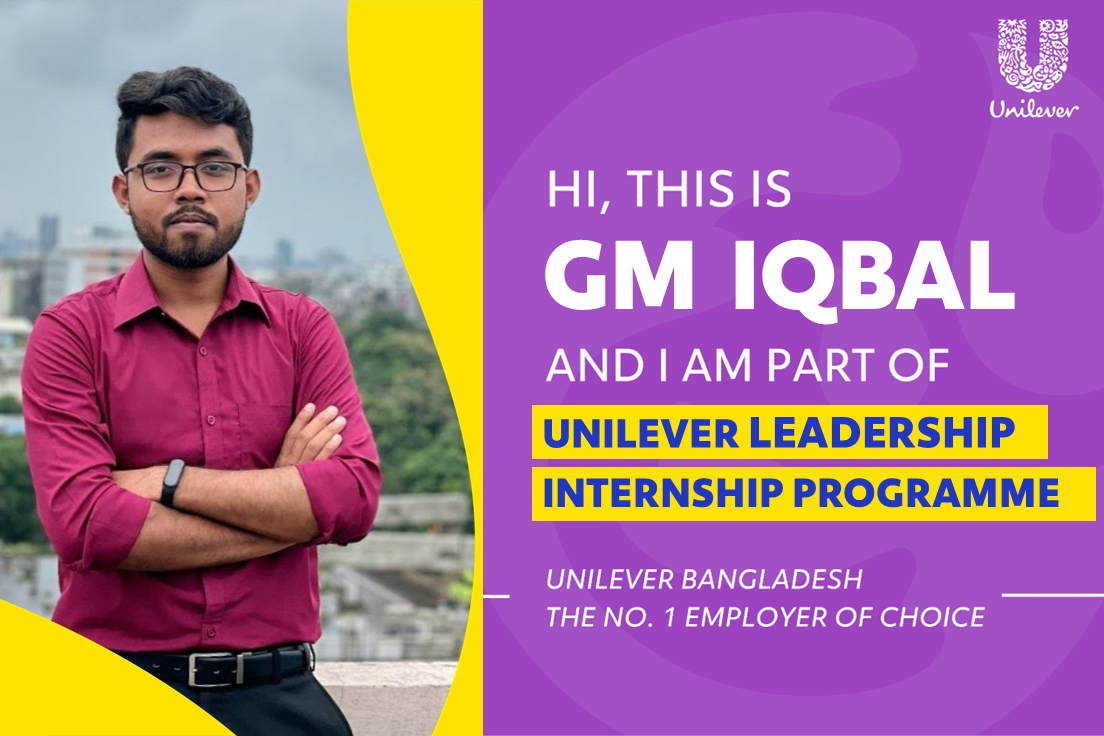 Unilever
HI, THIS IS
GM IQBAL
AND I AM PART OF
UNILEVER LEADERSHIP
INTERNSHIP PROGRAMME
UNILEVER BANGLADESH
THE NO. 1 EMPLOYER OF CHOICE